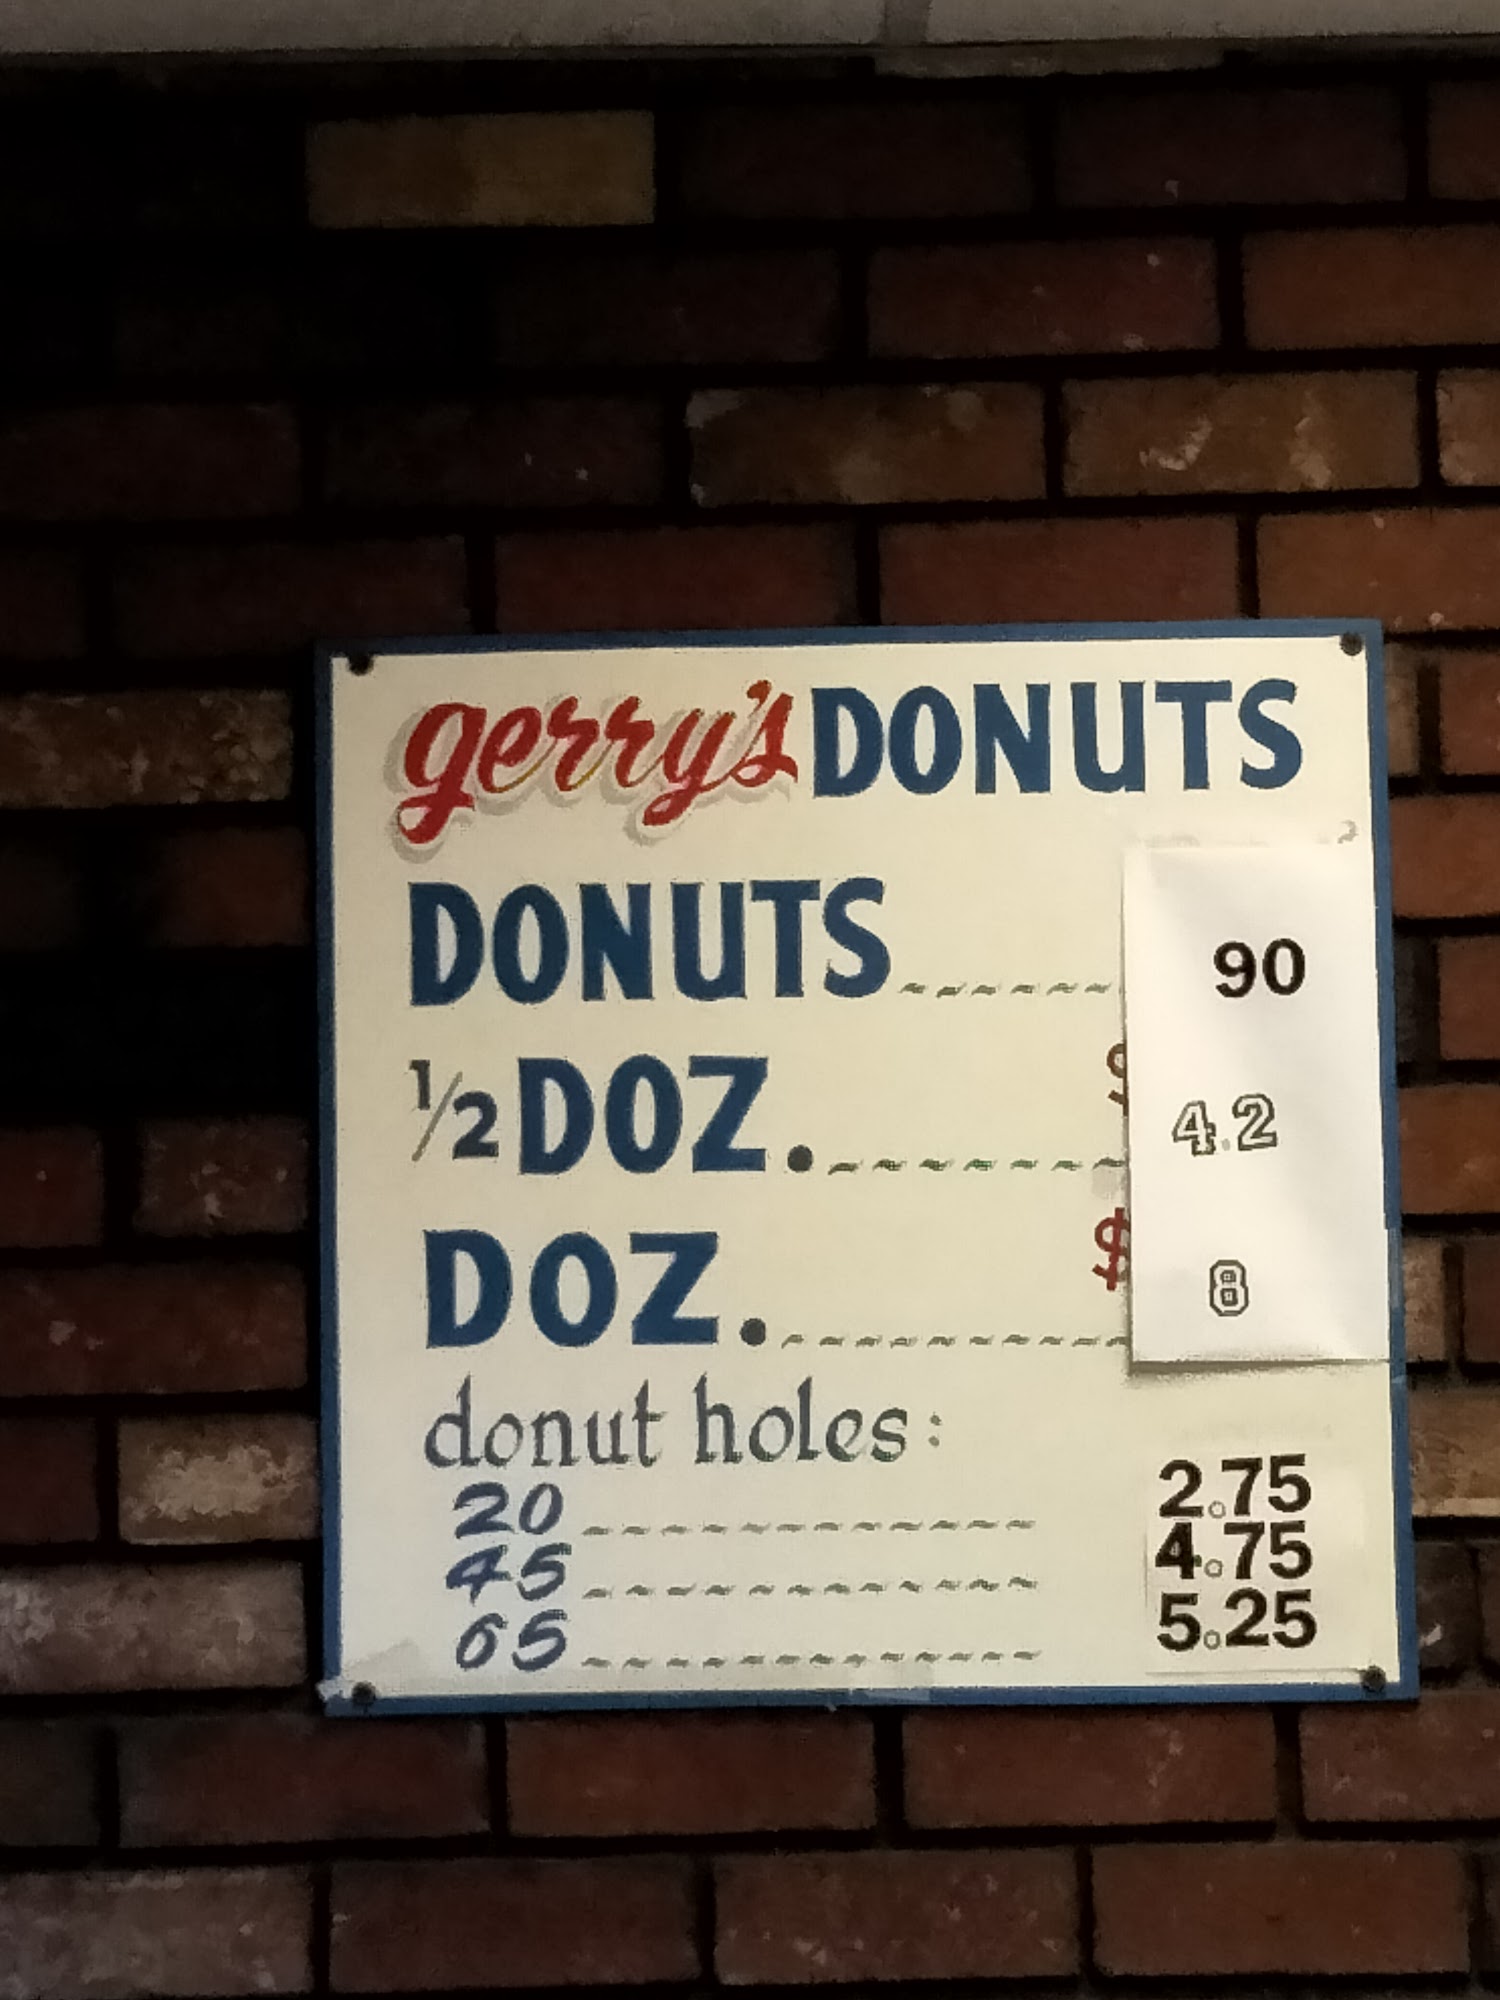 gerry's DONUTS
DONUTS 90
1/2 DOZ. $ 4.2
DOZ. $ 8
donut holes:
20 2.75
45 4.75
65 5.25